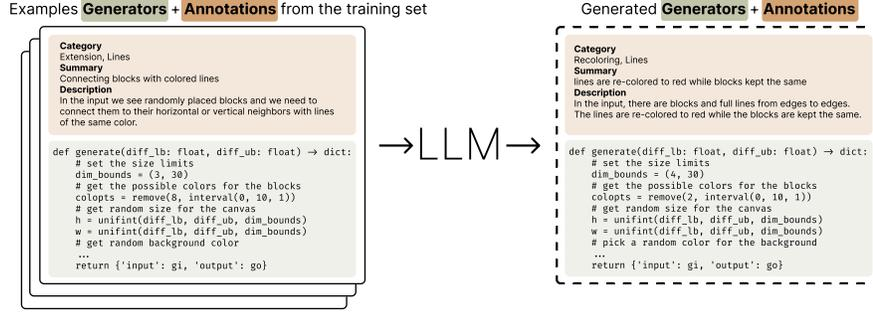 Examples Generators + Annotations from the training set
Category
Extension, Lines
Summary
Connecting blocks with colored lines
Description
In the input we see randomly placed blocks and we need to
connect them to their horizontal or vertical neighbors with lines
of the same color.
def generate(diff_lb: float, diff_ub: float) → dict:
# set the size limits
dim_bounds = (3, 30)
# get the possible colors for the blocks
colopts = remove(8, interval(0, 10, 1))
# get random size for the canvas
h = unifint(diff_lb, diff_ub, dim_bounds)
w = unifint(diff_lb, diff_ub, dim_bounds)
# get random background color
...
return {'input': gi, 'output': go}
→LLM→
Generated Generators + Annotations
Category
Recoloring, Lines
Summary
lines are re-colored to red while blocks kept the same
Description
In the input, there are blocks and full lines from edges to edges.
The lines are re-colored to red while the blocks are kept the same.
def generate(diff_lb: float, diff_ub: float) → dict:
# set the size limits
dim_bounds = (4, 30)
# get the possible colors for the blocks
colopts = remove(2, interval(0, 10, 1))
# get random size for the canvas
h = unifint(diff_lb, diff_ub, dim_bounds)
w = unifint(diff_lb, diff_ub, dim_bounds)
# pick a random color for the background
...
return {'input': gi, 'output': go}